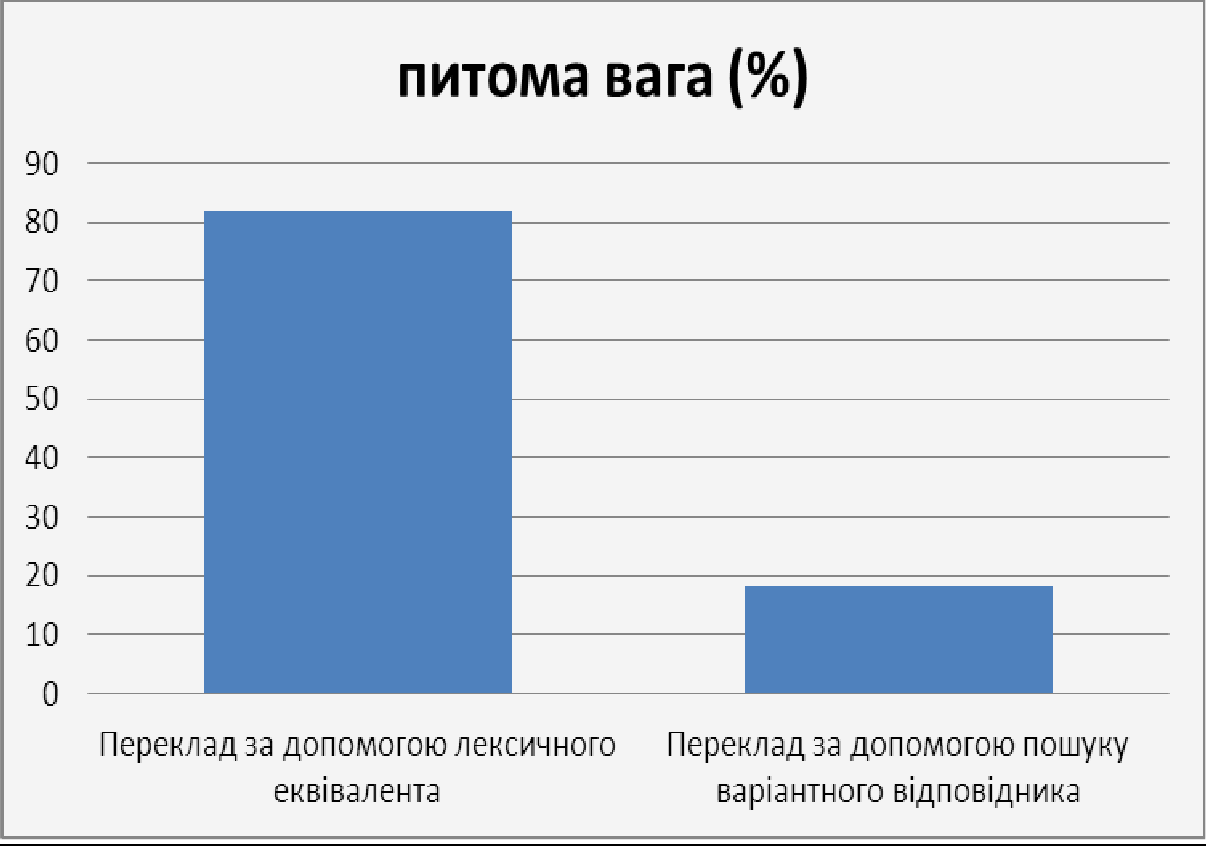 питома вага (%)
90
80
70
60
50
40
30
20
10
0
Переклад за допомогою лексичного
еквівалента
Переклад за допомогою пошуку
варіантного відповідника